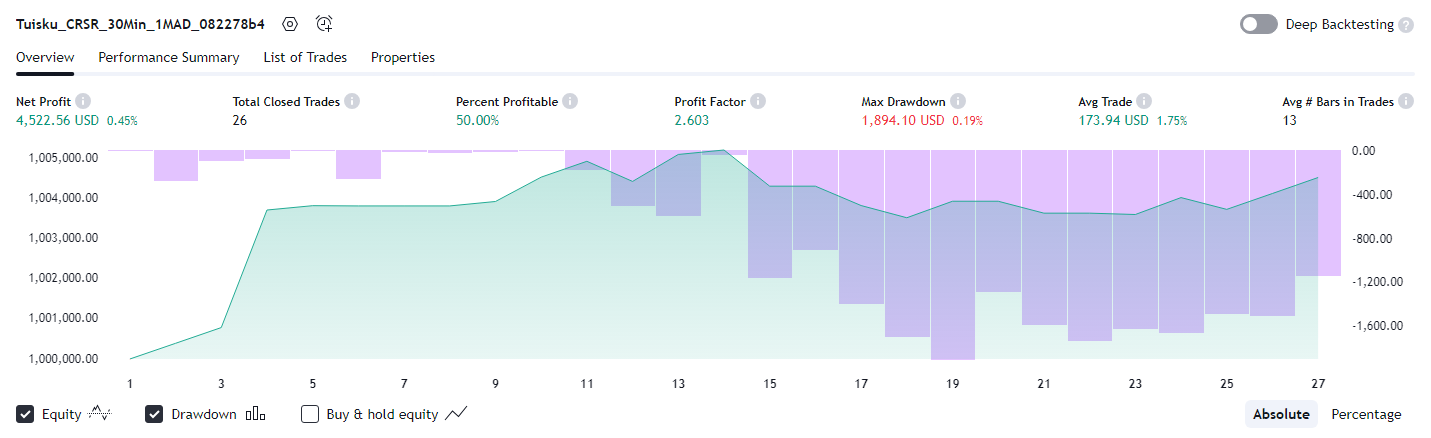 Tuisku_CRSR_30Min_1MAD_082278b4 Deep Backtesting ?
Overview Performance Summary List of Trades Properties
Net Profit i Total Closed Trades i Percent Profitable i Profit Factor i Max Drawdown i Avg Trade i Avg # Bars in Trades i
4,522.56 USD 0.45% 26 50.00% 2.603 1,894.10 USD 0.19% 173.94 USD 1.75% 13
1,005,000.00 0.00
1,004,000.00 -400.00
1,003,000.00 -800.00
1,002,000.00 -1,200.00
1,001,000.00 -1,600.00
1,000,000.00
1 3 5 7 9 11 13 15 17 19 21 23 25 27
Equity Drawdown Buy & hold equity Absolute Percentage